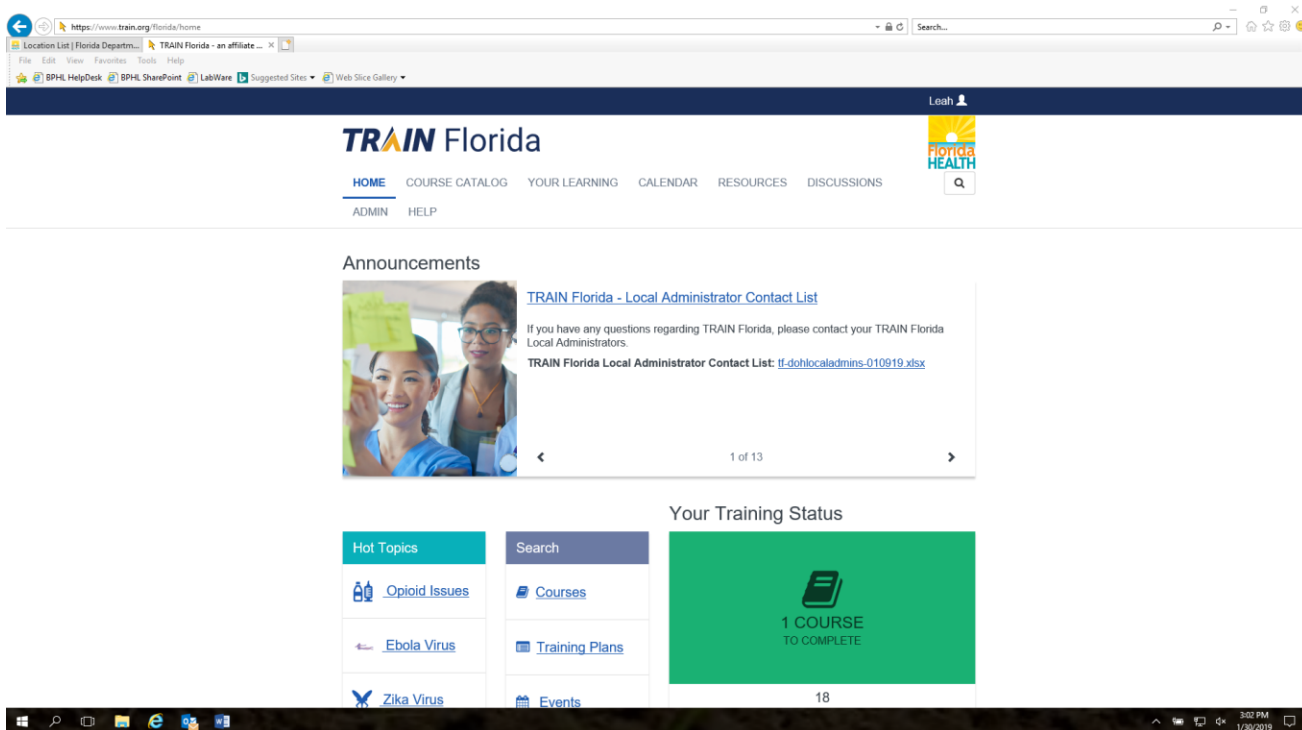 https://www.train.org/florida/home
Search...
Location List | Florida Departm...
TRAIN Florida - an affiliate ...
File Edit View Favorites Tools Help
BPHL HelpDesk BPHL SharePoint LabWare Suggested Sites Web Slice Gallery
Leah
TRAIN Florida
Florida
HEALTH
HOME COURSE CATALOG YOUR LEARNING CALENDAR RESOURCES DISCUSSIONS
ADMIN HELP
Announcements
TRAIN Florida - Local Administrator Contact List
If you have any questions regarding TRAIN Florida, please contact your TRAIN Florida
Local Administrators.
TRAIN Florida Local Administrator Contact List: tf-dohlocaladmins-010919.xlsx
1 of 13
Your Training Status
Hot Topics
Opioid Issues
Ebola Virus
Zika Virus
Search
Courses
Training Plans
Events
1 COURSE
TO COMPLETE
18
3:02 PM
1/30/2019